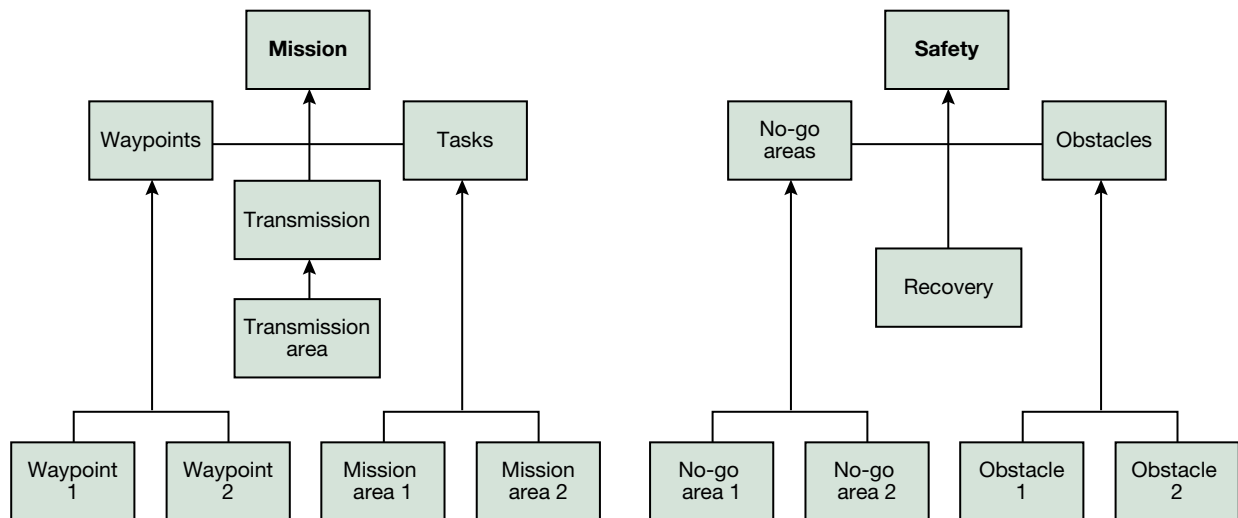 Mission
Safety
Waypoints
Tasks
No-go
areas
Obstacles
Transmission
Recovery
Transmission
area
Waypoint
1
Waypoint
2
Mission
area 1
Mission
area 2
No-go
area 1
No-go
area 2
Obstacle
1
Obstacle
2